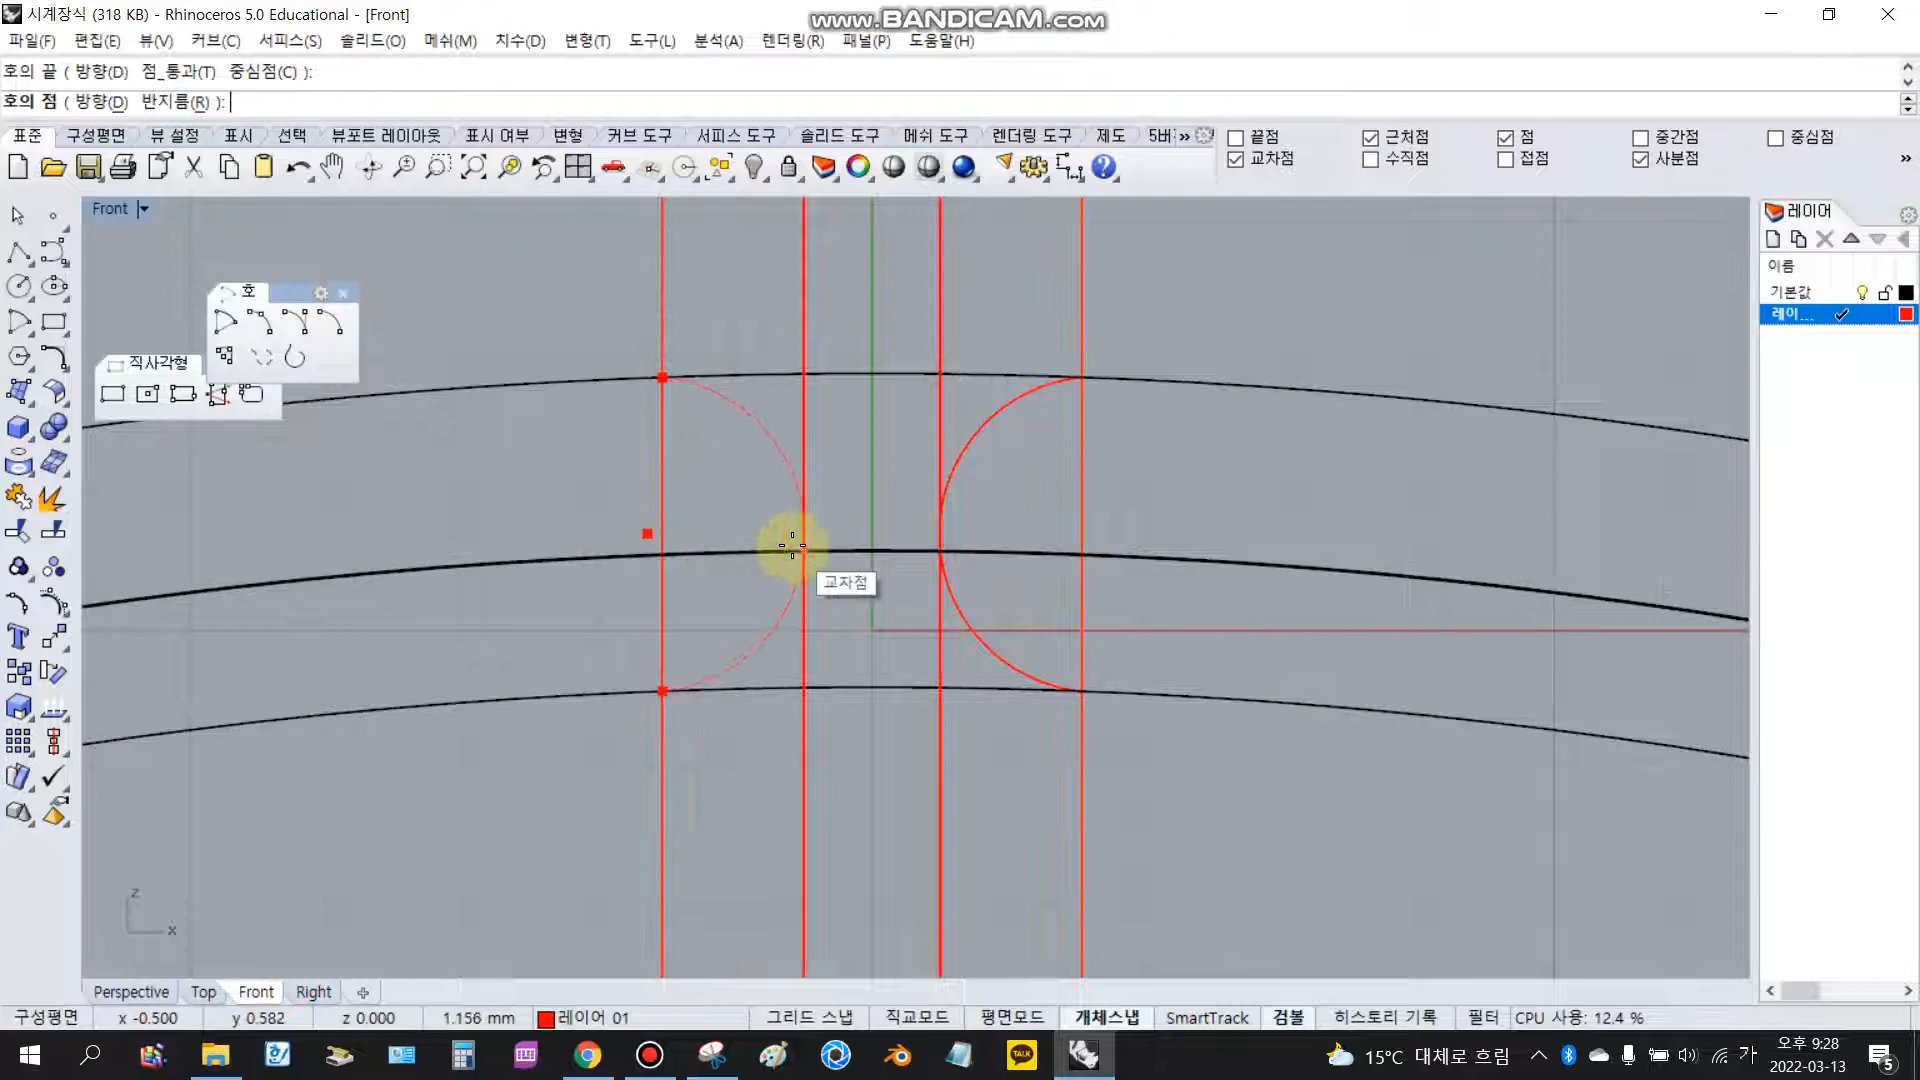 시계장식 (318 KB) - Rhinoceros 5.0 Educational - [Front]
www.BANDICAM.com
파일(F) 편집(E) 뷰(V) 커브(C) 서피스(S) 솔리드(O) 메쉬(M) 치수(D) 변형(T) 도구(L) 분석(A) 렌더링(R) 패널(P) 도움말(H)
호의 끝 ( 방향(D) 점_통과(T) 중심점(C) ):
호의 점 ( 방향(D) 반지름(R) ):
표준 구성평면 뷰 설정 표시 선택 뷰포트 레이아웃 표시 여부 변형 커브 도구 서피스 도구 솔리드 도구 메쉬 도구 렌더링 도구 제도 5버 »
끝점 근처점 점 중간점 중심점
교차점 수직점 접점 사분점 »
Front
레이어
이름
기본값
레이...
호
직사각형
교차점
z
x
Perspective Top Front Right
구성평면 x -0.500 y 0.582 z 0.000 1.156 mm 레이어 01 그리드 스냅 직교모드 평면모드 개체스냅 SmartTrack 검볼 히스토리 기록 필터 CPU 사용: 12.4 %
TALK
15°C 대체로 흐림
가
오후 9:28
2022-03-13
5